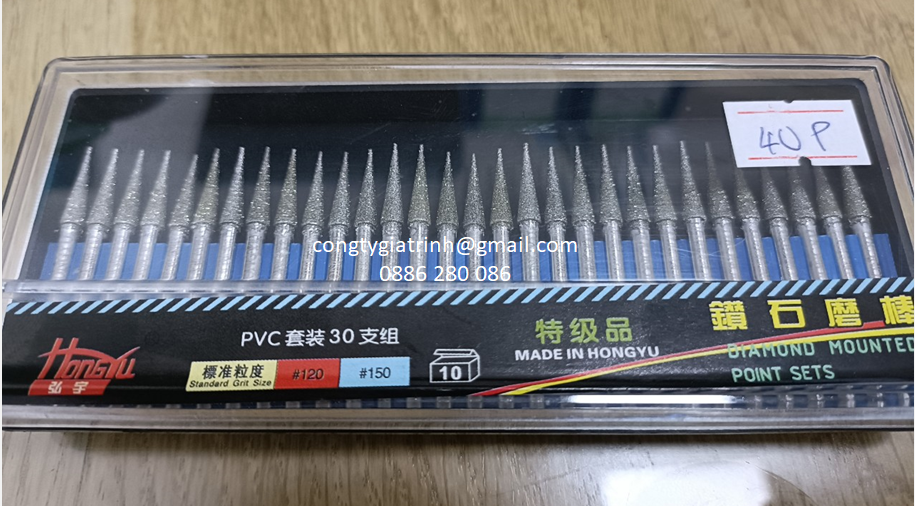 40P
congtygiatrinh@gmail.com
0886 280 086
PVC 套装 30 支组
特级品
MADE IN HONGYU
鑽石磨棒
DIAMOND MOUNTED
POINT SETS
HONGYU
弘宇
標准粒度
Standard Grit Size
#120
#150
10